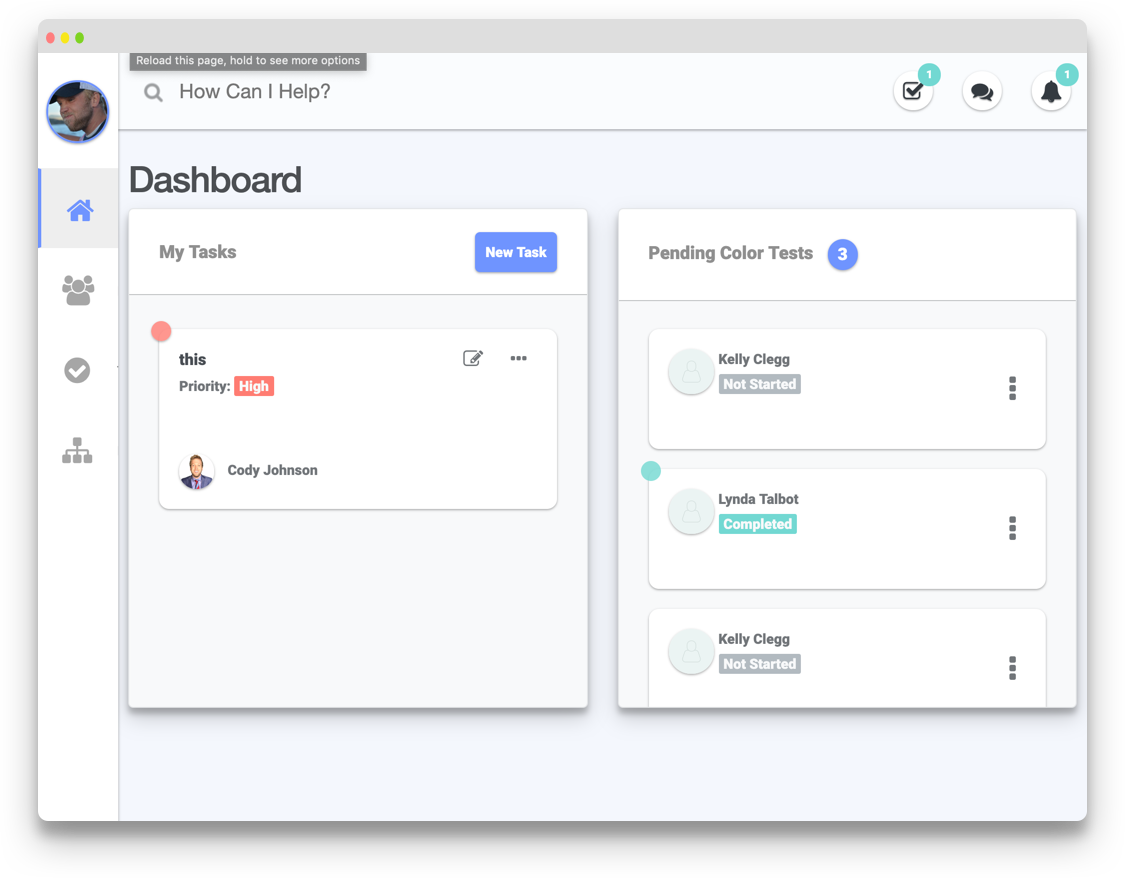 Reload this page, hold to see more options
How Can I Help?
1
1
Dashboard
My Tasks
New Task
this
Priority: High
Cody Johnson
Pending Color Tests 3
Kelly Clegg
Not Started
Lynda Talbot
Completed
Kelly Clegg
Not Started